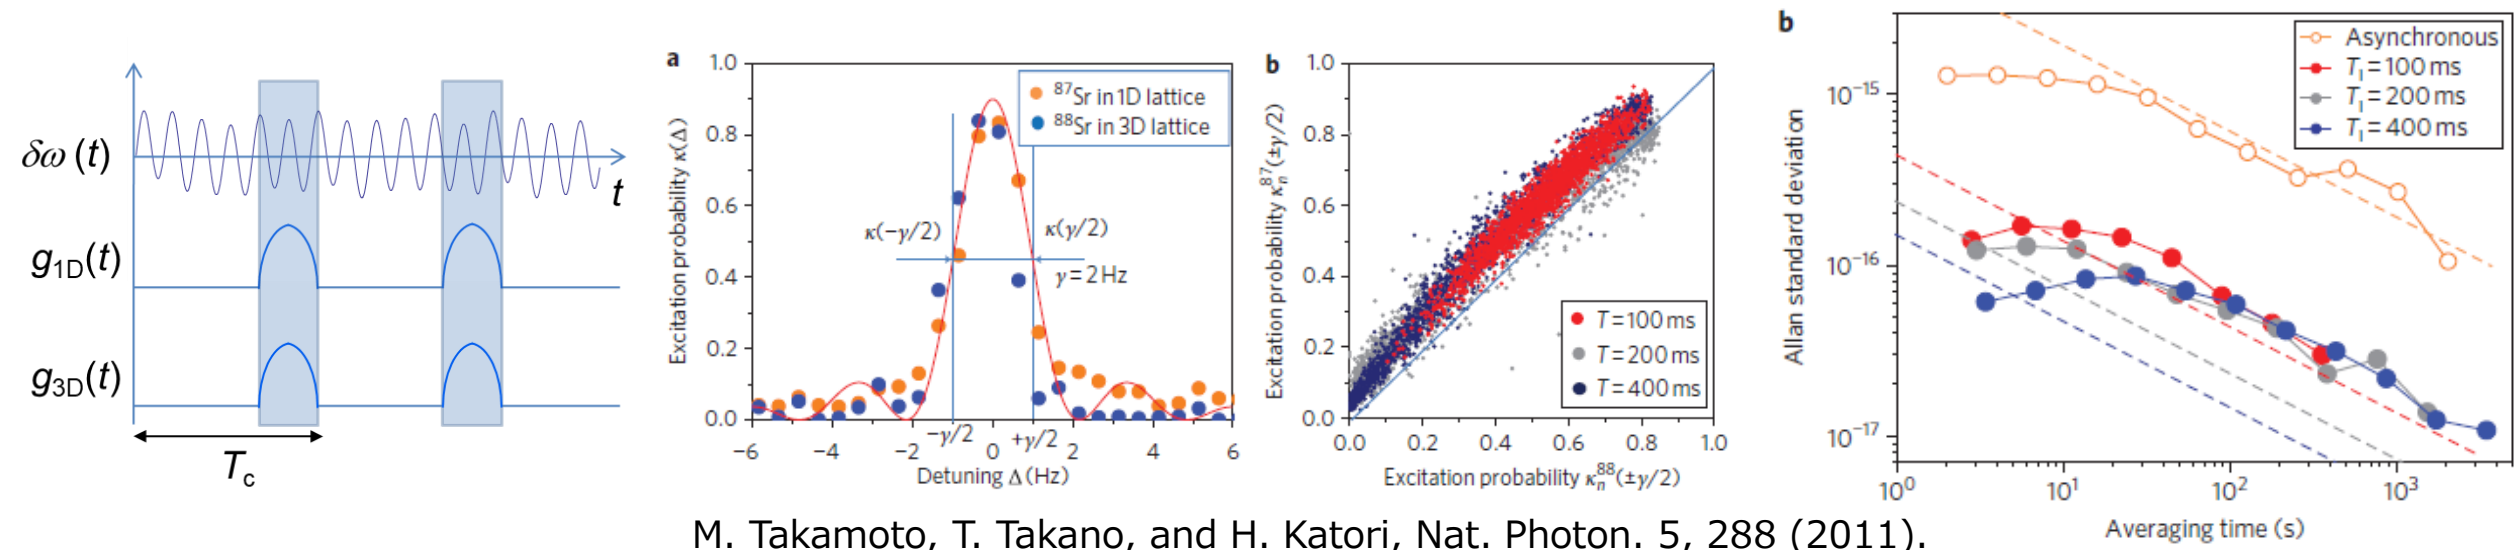 δω (t)
t
g1D(t)
g3D(t)
Tc
a
Excitation probability κ(Δ)
1.0
0.8
0.6
0.4
0.2
0.0
87Sr in 1D lattice
88Sr in 3D lattice
κ(−γ/2)
κ(γ/2)
γ = 2 Hz
−γ/2
+γ/2
−6
−4
−2
0
2
4
6
Detuning Δ (Hz)
b
Excitation probability κn87(±γ/2)
1.0
0.8
0.6
0.4
0.2
0.0
T = 100 ms
T = 200 ms
T = 400 ms
0.0
0.2
0.4
0.6
0.8
1.0
Excitation probability κn88(±γ/2)
b
Allan standard deviation
10−15
10−16
10−17
Asynchronous
TI = 100 ms
TI = 200 ms
TI = 400 ms
100
101
102
103
Averaging time (s)
M. Takamoto, T. Takano, and H. Katori, Nat. Photon. 5, 288 (2011).